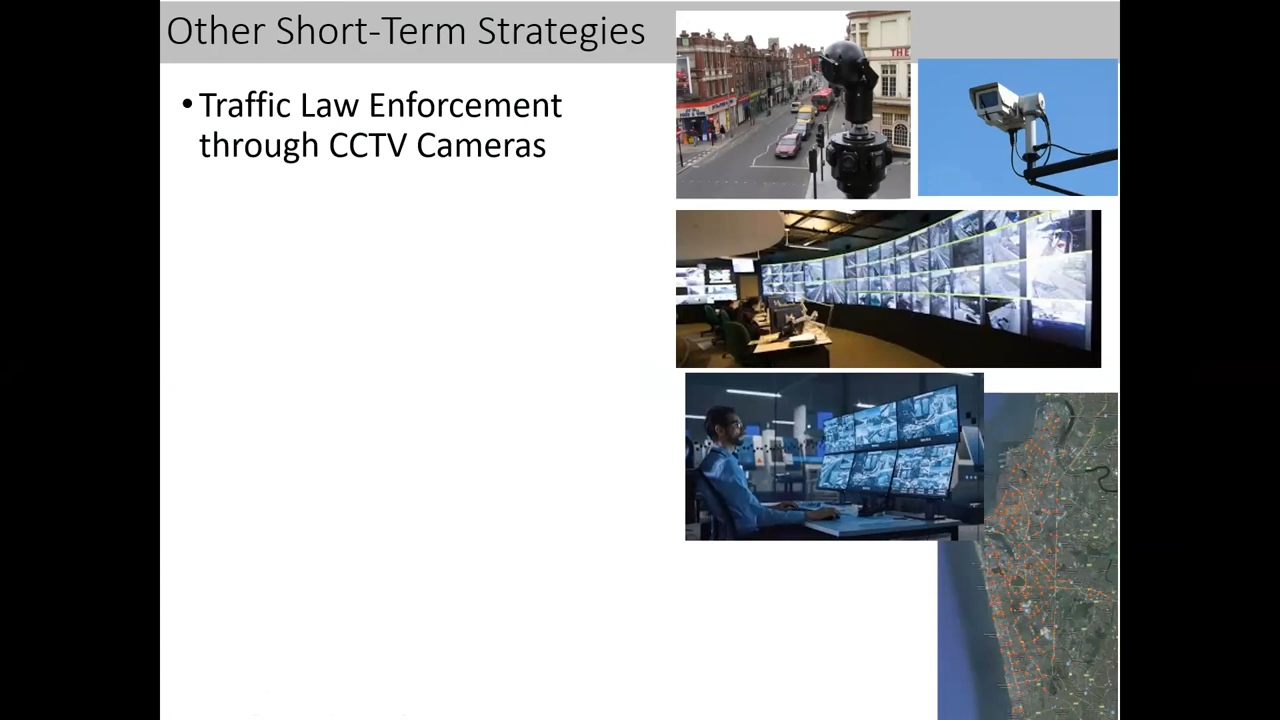 Other Short-Term Strategies
• Traffic Law Enforcement
through CCTV Cameras
THE